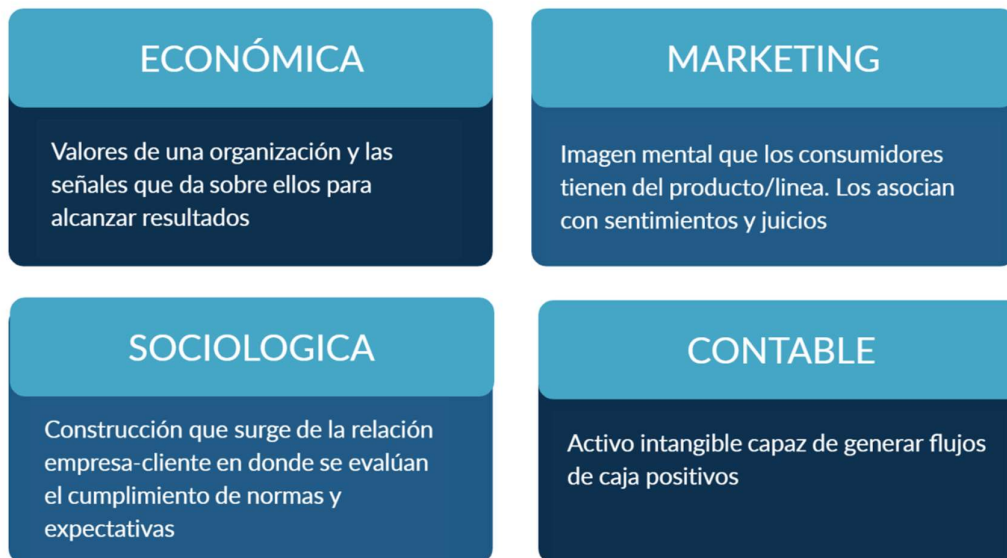 ECONÓMICA
Valores de una organización y las
señales que da sobre ellos para
alcanzar resultados
MARKETING
Imagen mental que los consumidores
tienen del producto/linea. Los asocian
con sentimientos y juicios
SOCIOLOGICA
Construcción que surge de la relación
empresa-cliente en donde se evalúan
el cumplimiento de normas y
expectativas
CONTABLE
Activo intangible capaz de generar flujos
de caja positivos